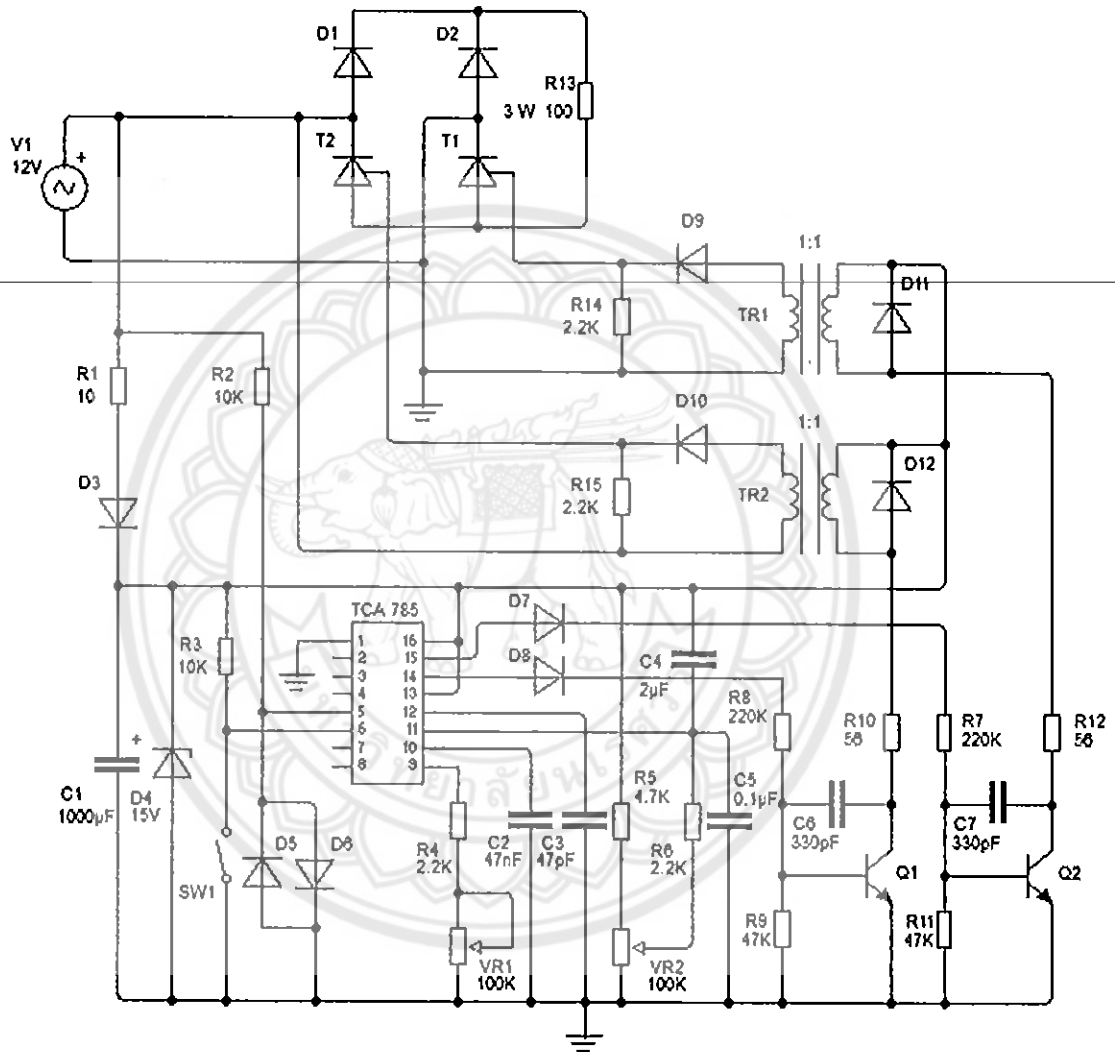 D1
D2
R13
3 W 100
V1
12V
+
T2
T1
D9
1:1
D11
R14
2.2K
TR1
R1
10
R2
10K
D10
1:1
D12
R15
2.2K
TR2
D3
TCA 785
D7
D8
R3
10K
1
2
3
4
5
6
7
8
16
15
14
13
12
11
10
9
C4
2µF
R8
220K
R10
56
R7
220K
R12
56
C1
1000µF
+
D4
15V
R5
4.7K
C5
0.1µF
C6
330pF
C7
330pF
D5
D6
SW1
R4
2.2K
C2
47nF
C3
47pF
R6
2.2K
Q1
Q2
R9
47K
R11
47K
VR1
100K
VR2
100K